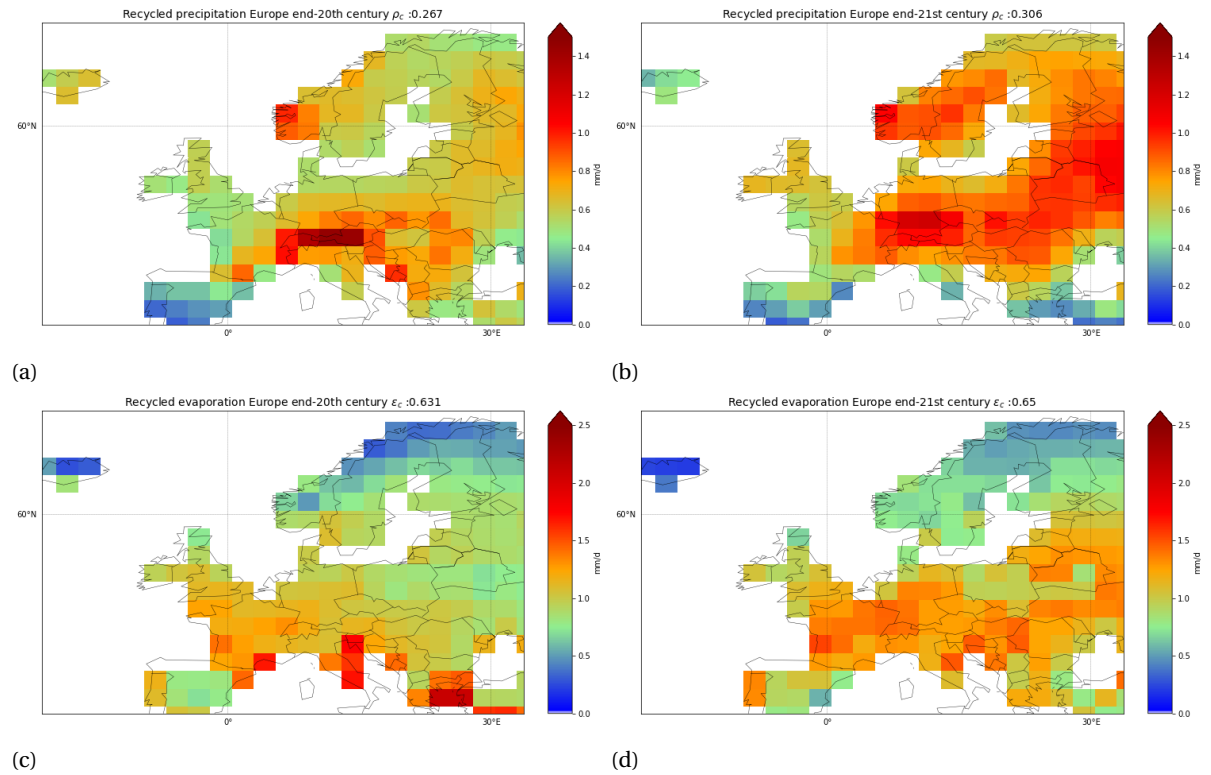 Recycled precipitation Europe end-20th century ρc :0.267
60°N
0°
30°E
1.4
1.2
1.0
0.8
0.6
0.4
0.2
0.0
mm/d
(a)
Recycled precipitation Europe end-21st century ρc :0.306
60°N
0°
30°E
1.4
1.2
1.0
0.8
0.6
0.4
0.2
0.0
mm/d
(b)
Recycled evaporation Europe end-20th century εc :0.631
60°N
0°
30°E
2.5
2.0
1.5
1.0
0.5
0.0
mm/d
(c)
Recycled evaporation Europe end-21st century εc :0.65
60°N
0°
30°E
2.5
2.0
1.5
1.0
0.5
0.0
mm/d
(d)